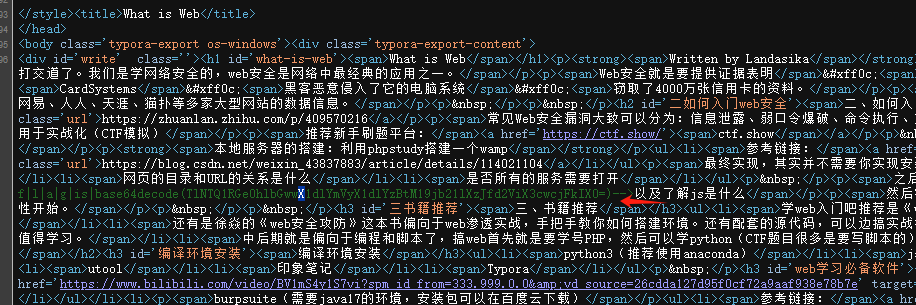 93 </style><title>What is Web</title>
94 </head>
95 <body class='typora-export os-windows'><div class='typora-export-content'>
96 <div id='write' class=''><h1 id='what-is-web'><span>What is Web</span></h1><p><strong><span>Written by Landasika</span></strong>
打交道了。我们是学网络安全的，web安全是网络中最经典的应用之一。</span></p><p><span>Web安全就是要提供证据表明</span>&#xff0c;
<span>CardSystems</span>&#xff0c;<span>黑客恶意侵入了它的电脑系统</span>&#xff0c;<span>窃取了4000万张信用卡的资料。</span></p><p><span>
网易、人人、天涯、猫扑等多家大型网站的数据信息。</span></p><p>&nbsp;</p><p>&nbsp;</p><h2 id='二如何入门web安全'><span>二、如何入
class='url'>https://zhuanlan.zhihu.com/p/409570216</a></p><p><span>常见Web安全漏洞大致可以分为：信息泄露、弱口令爆破、命令执行、
用于实战化（CTF模拟）</span></p><p><span>推荐新手刷题平台：</span><a href='https://ctf.show/'><span>ctf.show</span></a></p><p>&n
</p><p><strong><span>本地服务器的搭建：利用phpstudy搭建一个wamp</span></strong></p><ul><li><p><span>参考链接：</span><a
class='url'>https://blog.csdn.net/weixin_43837883/article/details/114021104</a></p></li></ul><p><span>最终实现，其实并不需要你实现安
<li><span>网页的目录和URL的关系是什么</span></li><li><span>是否所有的服务需要打开</span></li>
以及了解js是什么</span></p><p><span>然后
性开始。</span></p><p>&nbsp;</p><p>&nbsp;</p><h3 id='三书籍推荐'><span>三、书籍推荐</span></h3><ul><li><span>学web入门吧推荐是《
</span></li><li><span>还有是徐焱的《web安全攻防》这本书偏向于web渗透实战，手把手教你如何搭建环境。还有配套的源代码，可以边搞实战
值得学习。</span></li><li><span>中后期就是偏向于编程和脚本了，搞web首先就是要学号PHP，然后可以学python（CTF题目很多是要写脚本的）
</span></h2><h3 id='编译环境安装'><span>编译环境安装</span></h3><ul><li><span>python3（推荐使用anaconda）</span></li><li><span>j
<li><span>utool</span></li><li><span>印象笔记</span></li><li><span>Typora</span></li></ul><p>&nbsp;</p><h3 id='web学习必备软件'>
href='https://www.bilibili.com/video/BV1mS4y1S7vi?spm_id_from=333.999.0.0&amp;vd_source=26cdda127d95f0cf72a9aaf938e78b7e' target
<li><p><span>burpsuite（需要java17的环境，安装包可以在百度云下载）</span></p><ul><li><span>参考链接：</span><a